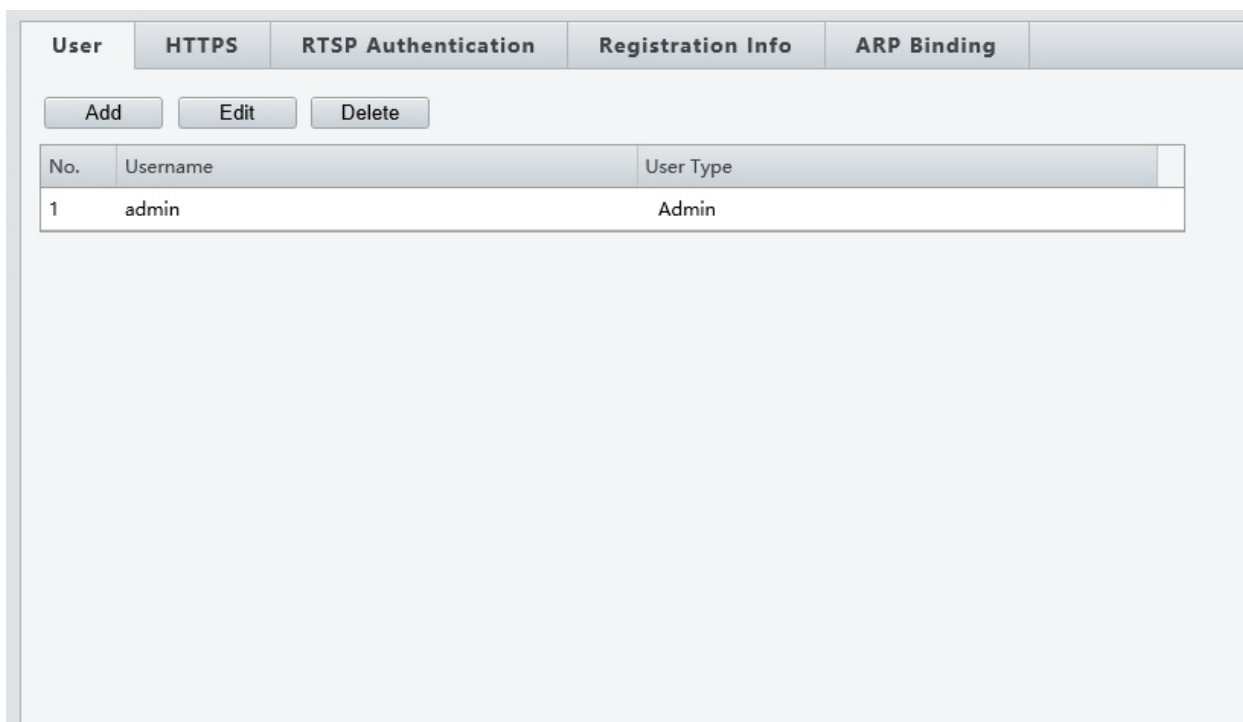 User HTTPS RTSP Authentication Registration Info ARP Binding
Add Edit Delete
No. Username User Type
1 admin Admin